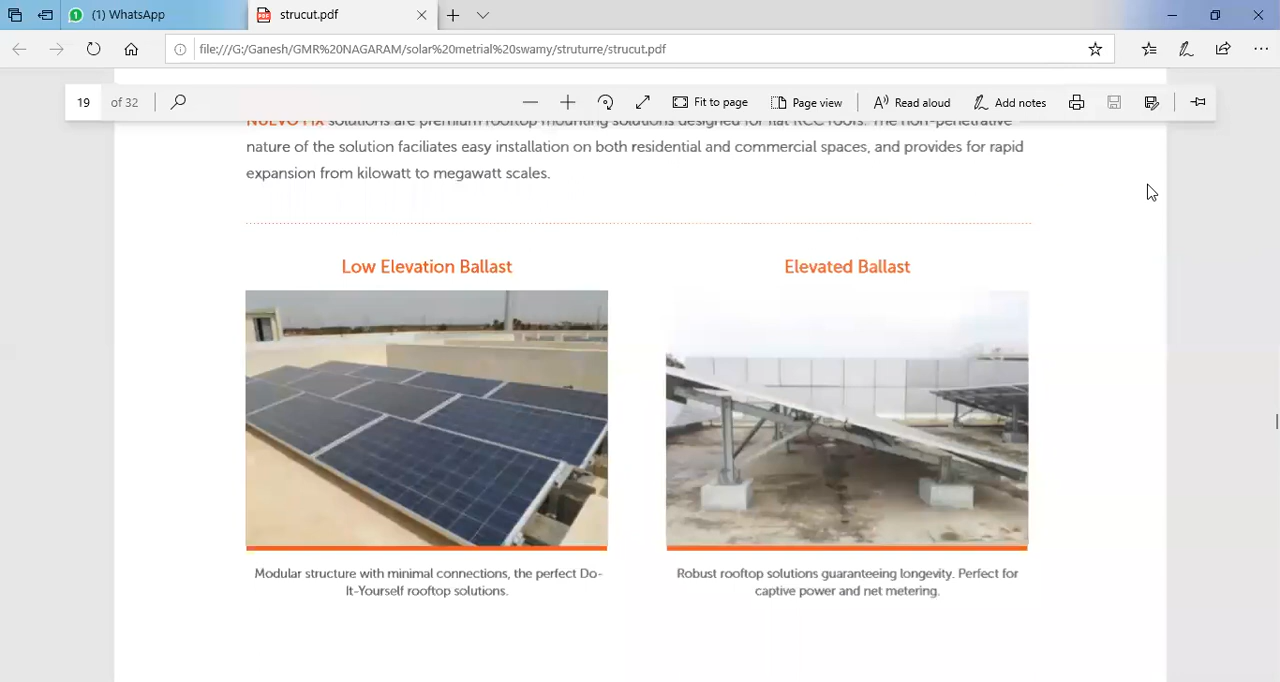 (1) WhatsApp
strucut.pdf
file:///G:/Ganesh/GMR%20NAGARAM/solar%20metrial%20swamy/struturre/strucut.pdf
19 of 32
Fit to page
Page view
Read aloud
Add notes
NUEVO FIX solutions are premium rooftop mounting solutions designed for flat RCC roofs. The non-penetrative
nature of the solution faciliates easy installation on both residential and commercial spaces, and provides for rapid
expansion from kilowatt to megawatt scales.
Low Elevation Ballast
Modular structure with minimal connections, the perfect Do-
It-Yourself rooftop solutions.
Elevated Ballast
Robust rooftop solutions guaranteeing longevity. Perfect for
captive power and net metering.